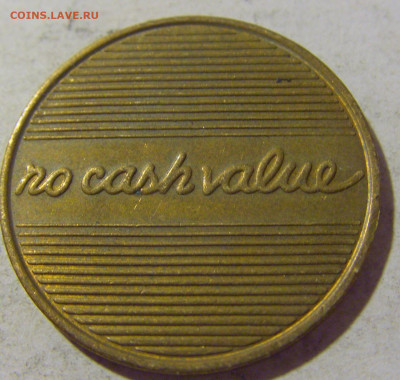 COINS.LAVE.RU
no cash value